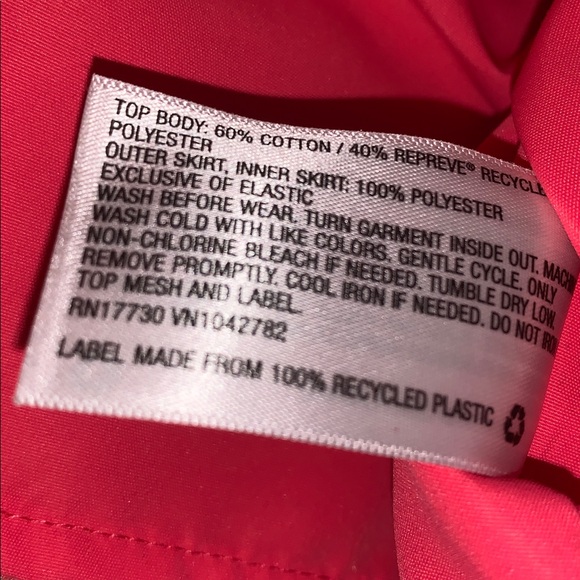 TOP BODY: 60% COTTON / 40% REPREVE® RECYCLE
POLYESTER
OUTER SKIRT, INNER SKIRT: 100% POLYESTER
EXCLUSIVE OF ELASTIC
WASH BEFORE WEAR. TURN GARMENT INSIDE OUT. MACHIN
WASH COLD WITH LIKE COLORS. GENTLE CYCLE. ONLY
NON-CHLORINE BLEACH IF NEEDED. TUMBLE DRY LOW.
REMOVE PROMPTLY. COOL IRON IF NEEDED. DO NOT IRON
TOP MESH AND LABEL.
RN17730 VN1042782
LABEL MADE FROM 100% RECYCLED PLASTIC